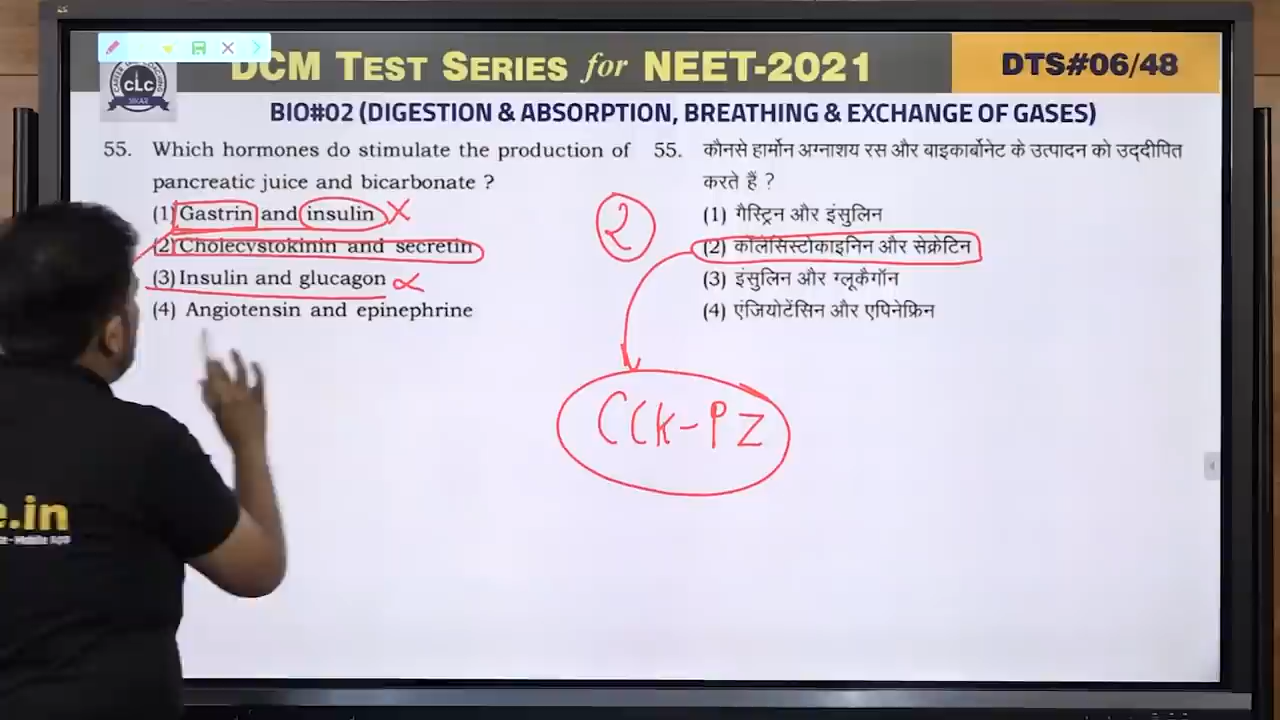 DCM TEST SERIES for NEET-2021
DTS#06/48
CLC
SIKAR
BIO#02 (DIGESTION & ABSORPTION, BREATHING & EXCHANGE OF GASES)
55. Which hormones do stimulate the production of
pancreatic juice and bicarbonate ?
(1) Gastrin and insulin X
(2) Cholecystokinin and secretin
(3) Insulin and glucagon
(4) Angiotensin and epinephrine
55. कौनसे हार्मोन अग्नाशय रस और बाइकार्बोनेट के उत्पादन को उद्दीपित
करते हैं ?
(1) गैस्ट्रिन और इंसुलिन
(2) कॉलेसिस्टोकाइनिन और सेक्रेटिन
(3) इंसुलिन और ग्लूकैगॉन
(4) एंजियोटेंसिन और एपिनेफ्रिन
2
CCK-PZ
e.in